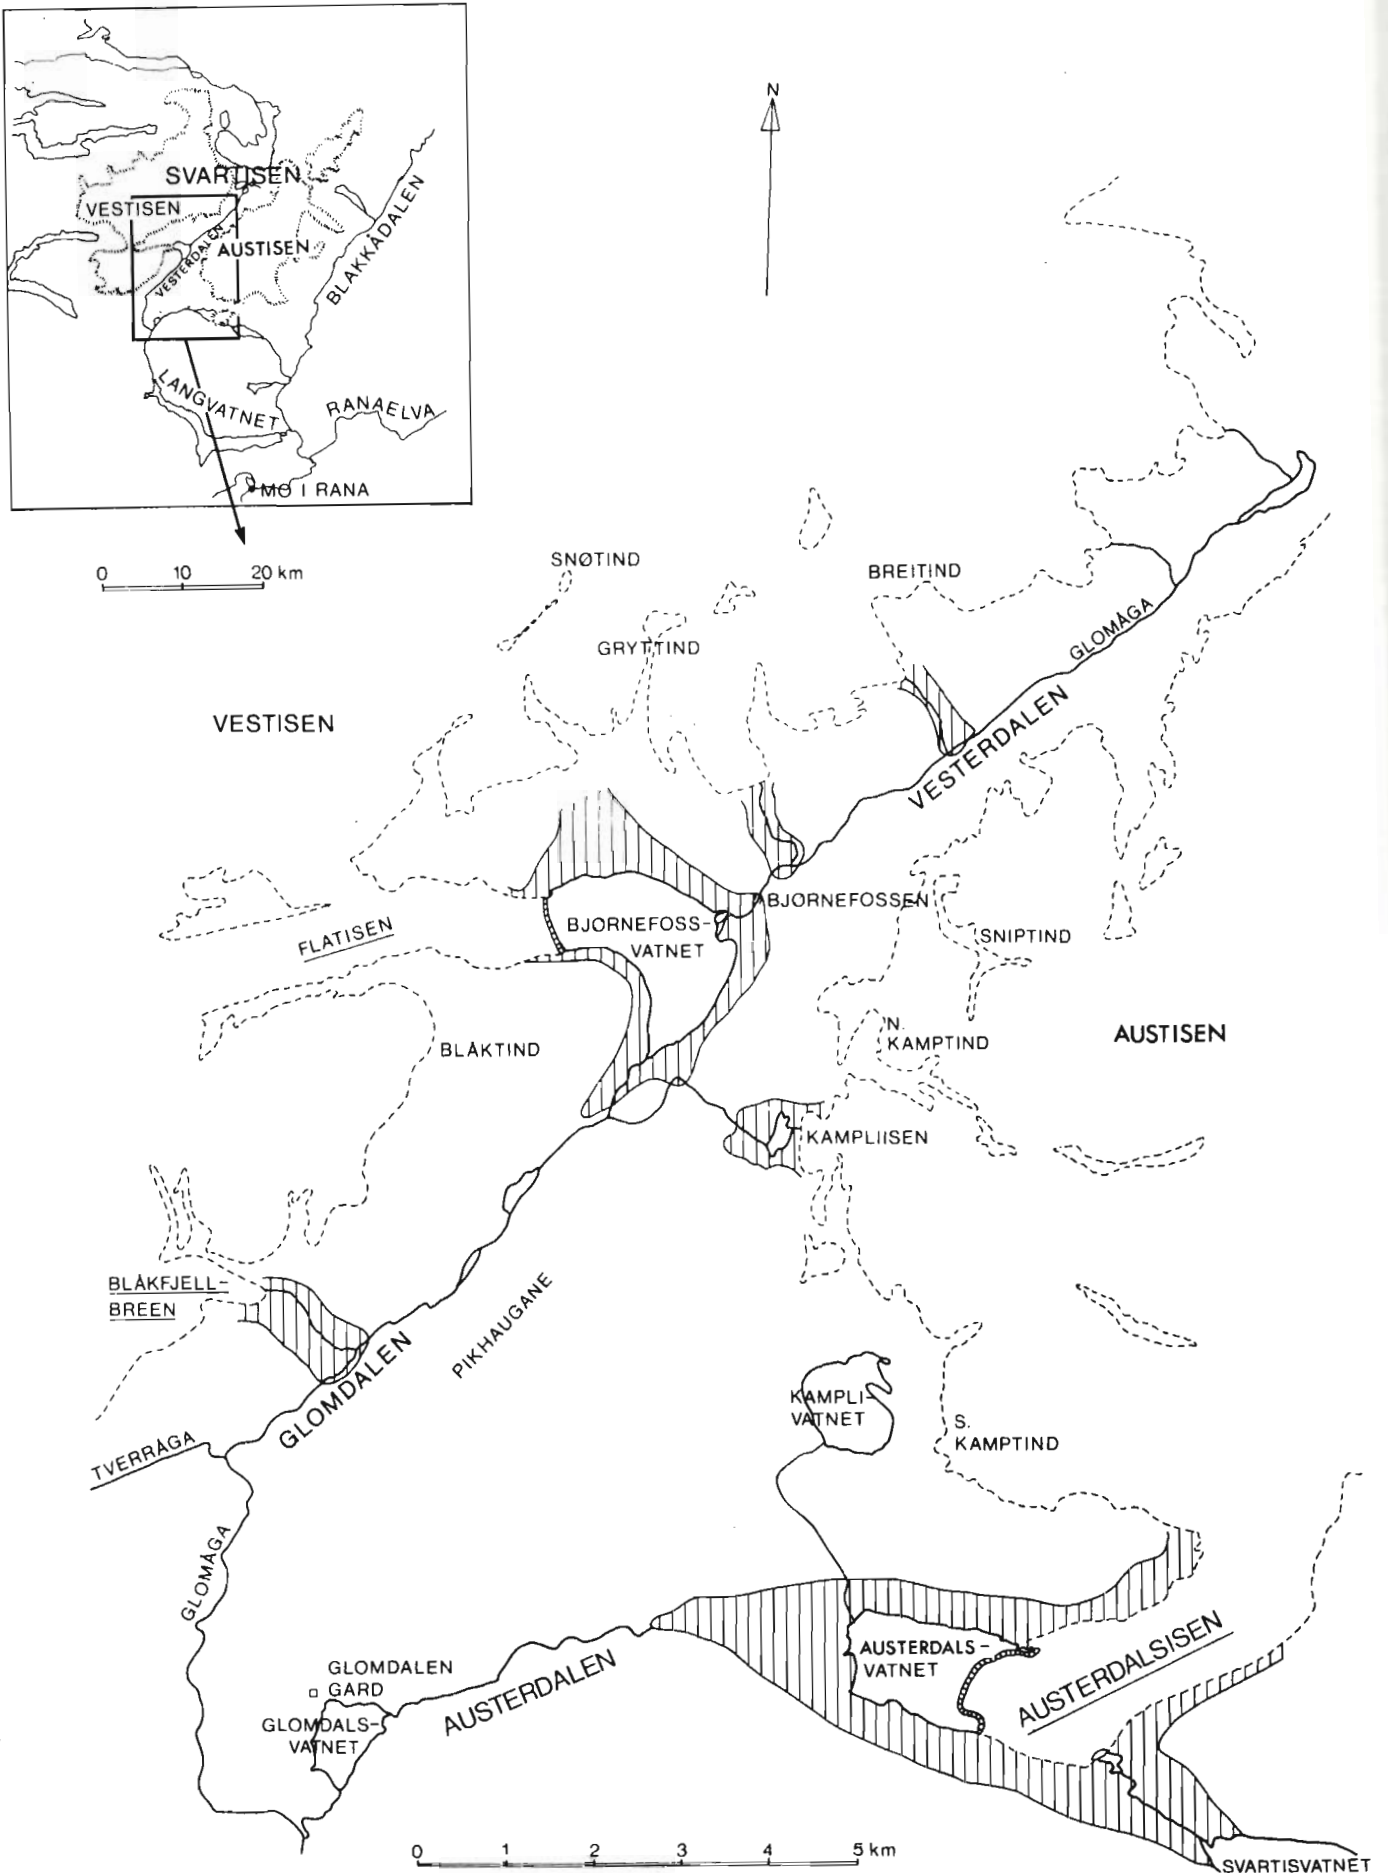 SVARTISEN
VESTISEN
VESTERDALEN
AUSTISEN
BLAKKÅDALEN
LANGVATNET
RANAELVA
MO I RANA
0 10 20 km
N
SNØTIND
BREITIND
GRYTTIND
GLOMÅGA
VESTISEN
VESTERDALEN
BJØRNEFOSSEN
FLATISEN
BJØRNEFOSS-
VATNET
SNIPTIND
N.
KAMPTIND
AUSTISEN
BLÅKTIND
KAMPLIISEN
BLÅKFJELL-
BREEN
PIKHAUGANE
GLOMDALEN
KAMPLI-
VATNET
S.
KAMPTIND
TVERRÅGA
GLOMÅGA
AUSTERDALS-
VATNET
AUSTERDALSISEN
GLOMDALEN
GARD
AUSTERDALEN
GLOMDALS-
VATNET
0 1 2 3 4 5 km
SVARTISVATNET